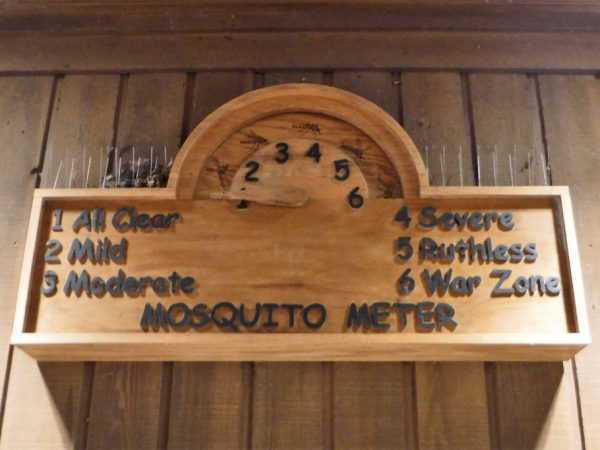 1 2 3 4 5 6
1 All Clear
2 Mild
3 Moderate
4 Severe
5 Ruthless
6 War Zone
MOSQUITO METER